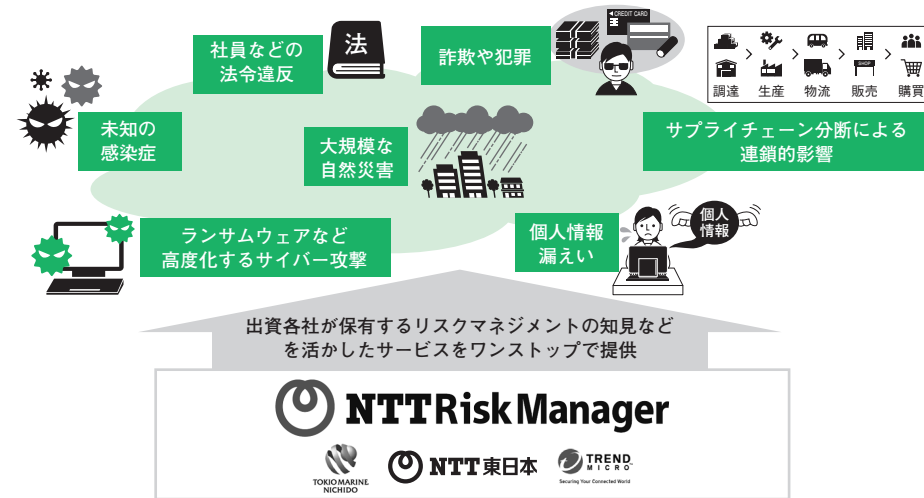 社員などの
法令違反
法
詐欺や犯罪
CREDIT CARD
SHOP
調達
生産
物流
販売
購買
未知の
感染症
大規模な
自然災害
サプライチェーン分断による
連鎖的影響
ランサムウェアなど
高度化するサイバー攻撃
個人情報
漏えい
個人
情報
出資各社が保有するリスクマネジメントの知見など
を活かしたサービスをワンストップで提供
NTT Risk Manager
TOKIO MARINE
NICHIDO
NTT東日本
TREND
MICRO
Securing Your Connected World